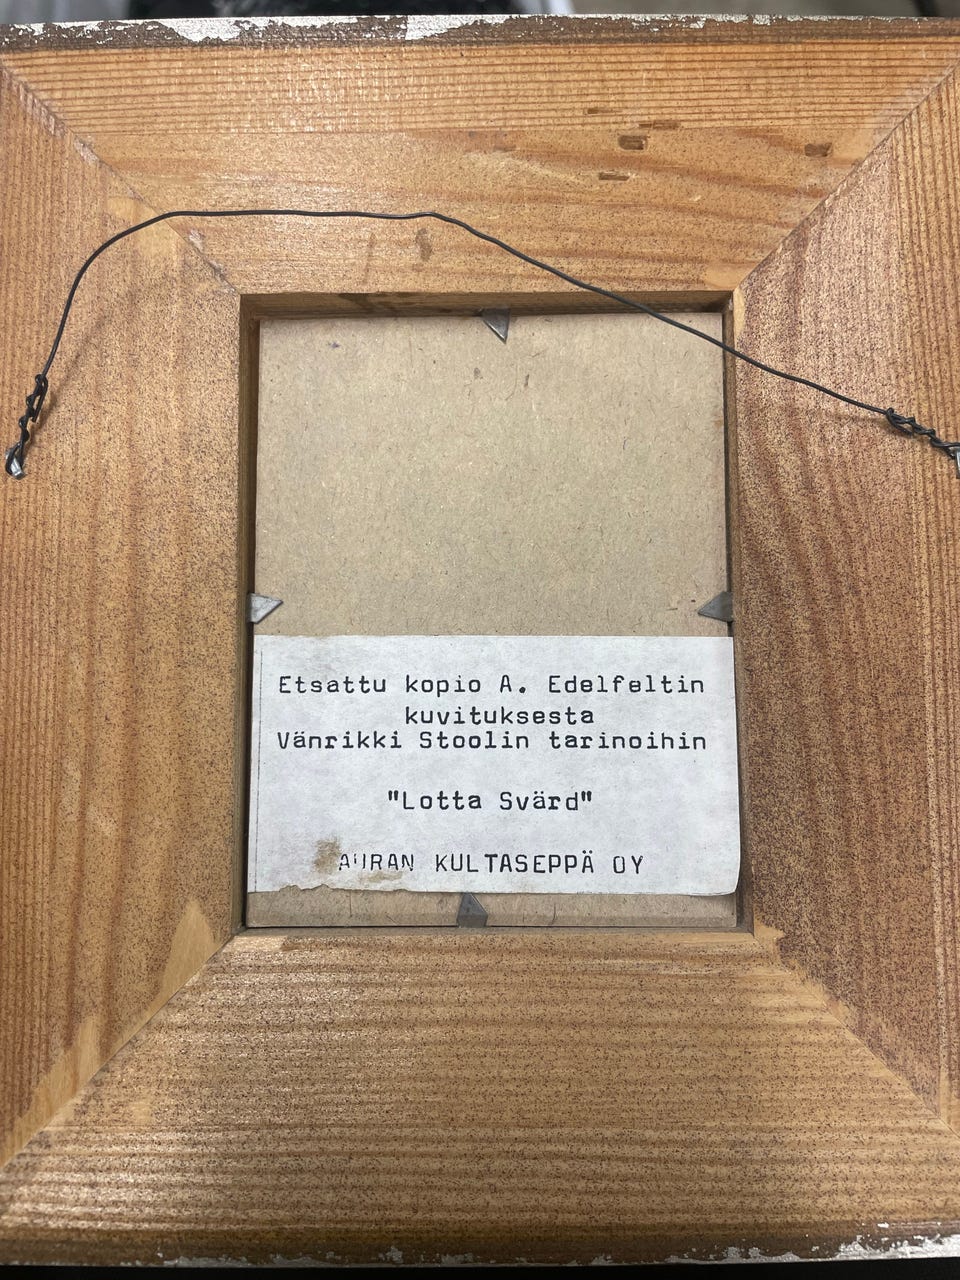 Etsattu kopio A. Edelfeltin
kuvituksesta
Vänrikki Stoolin tarinoihin
"Lotta Svärd"
AURAN KULTASEPPÄ OY